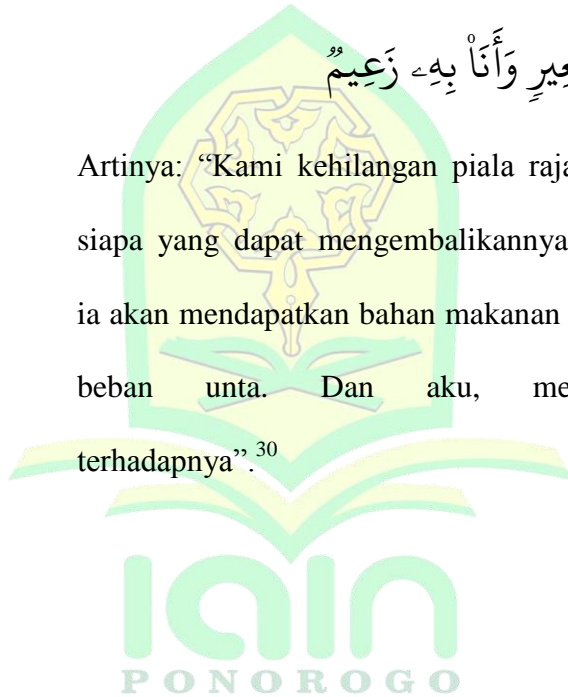 وَأَنَا۠ بِهِۦ زَعِيمٌ
Artinya: “Kami kehilangan piala raja
siapa yang dapat mengembalikannya
ia akan mendapatkan bahan makanan
beban unta. Dan aku,
terhadapnya”.30
IAIN
PONOROGO